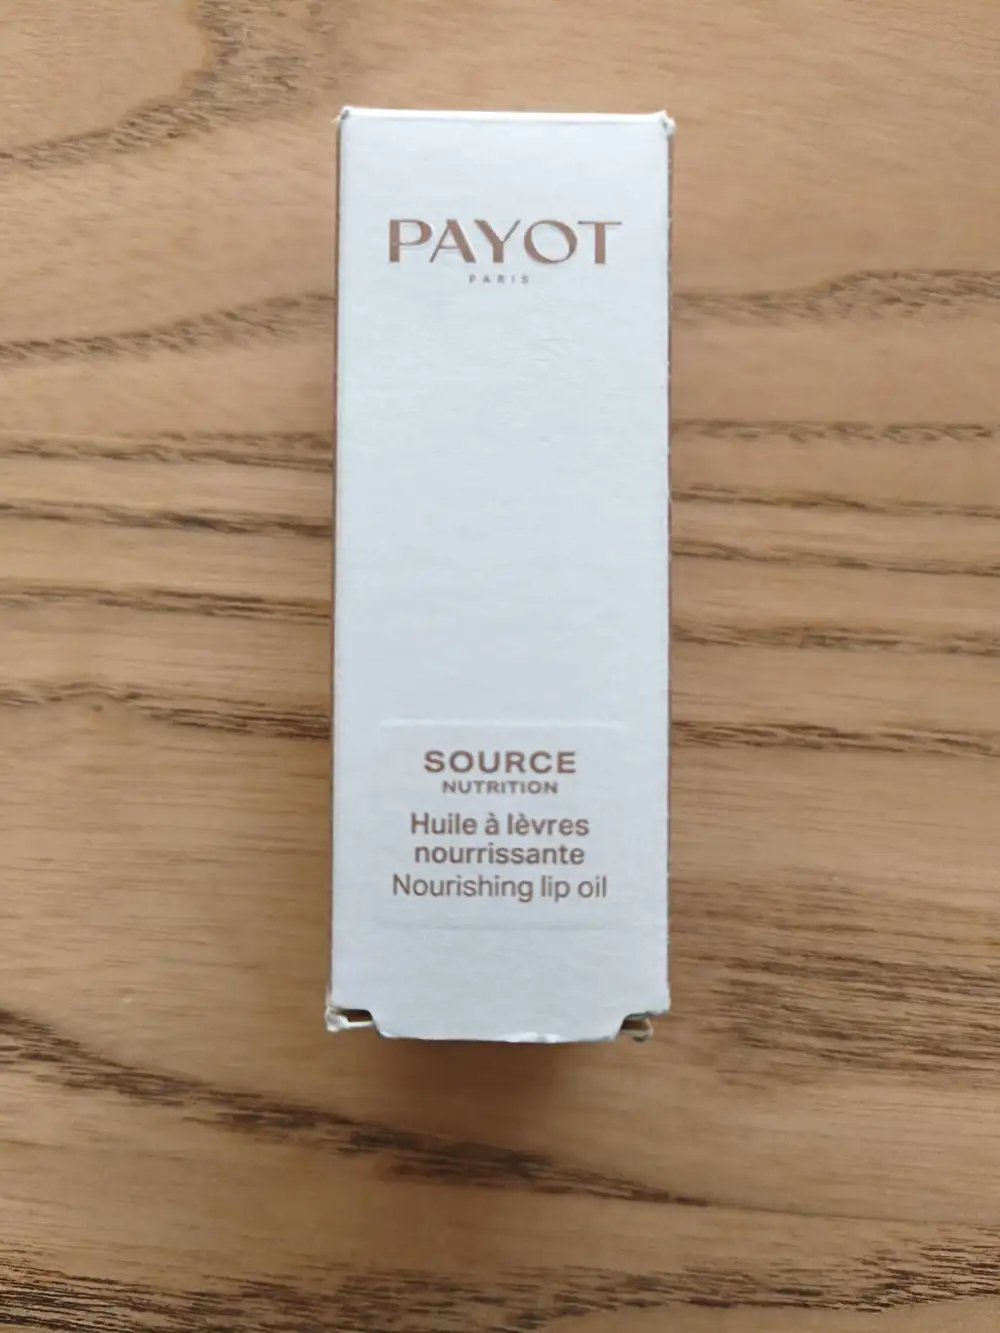 PAYOT
PARIS
SOURCE
NUTRITION
Huile à lèvres
nourrissante
Nourishing lip oil